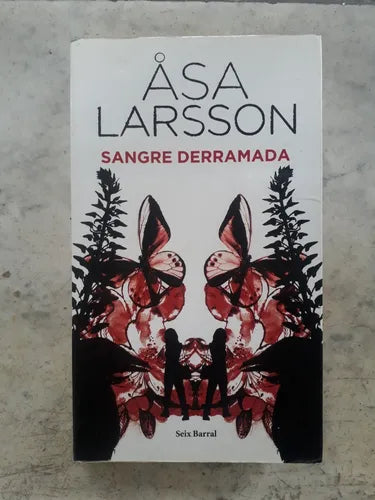 ÅSA
LARSSON
SANGRE DERRAMADA
Seix Barral